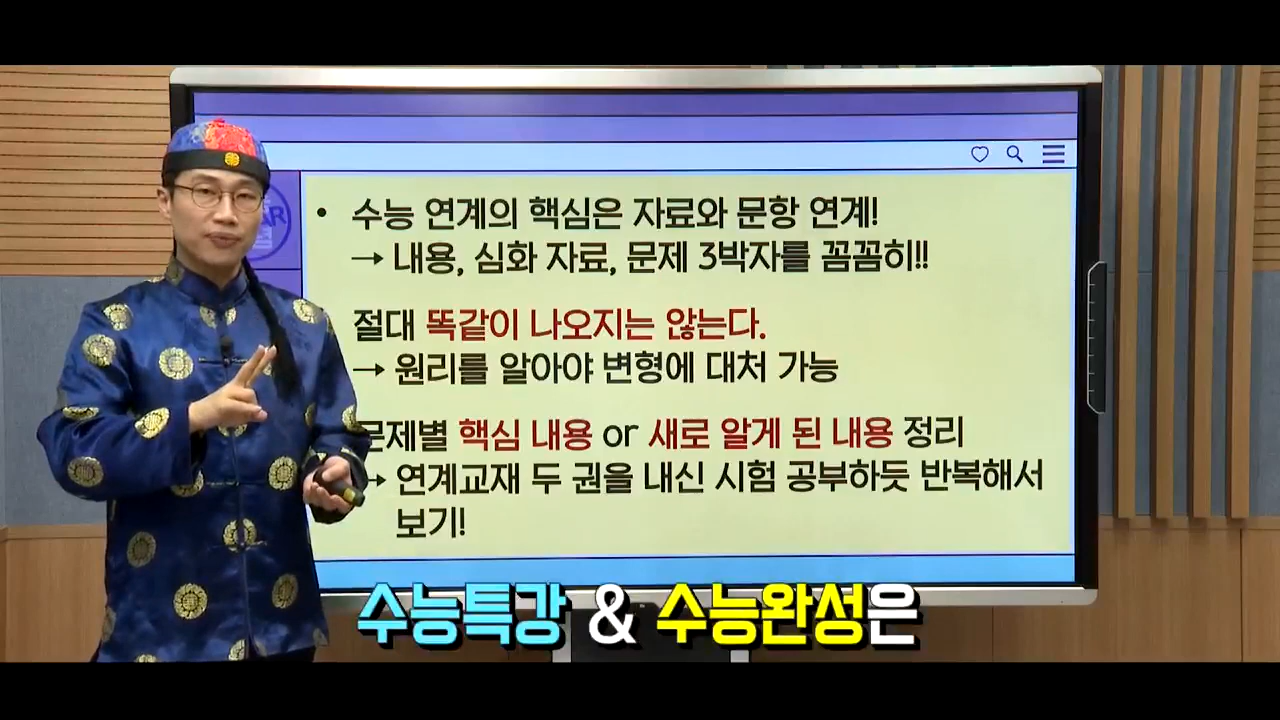 • 수능 연계의 핵심은 자료와 문항 연계!
→ 내용, 심화 자료, 문제 3박자를 꼼꼼히!!
절대 똑같이 나오지는 않는다.
→ 원리를 알아야 변형에 대처 가능
문제별 핵심 내용 or 새로 알게 된 내용 정리
→ 연계교재 두 권을 내신 시험 공부하듯 반복해서
보기!
수능특강 & 수능완성은